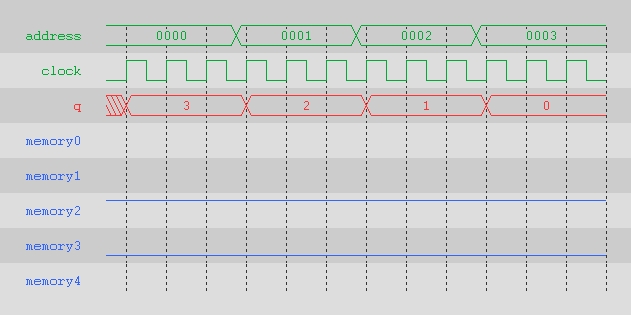 address 0000 0001 0002 0003
clock
q 3 2 1 0
memory0
memory1
memory2
memory3
memory4